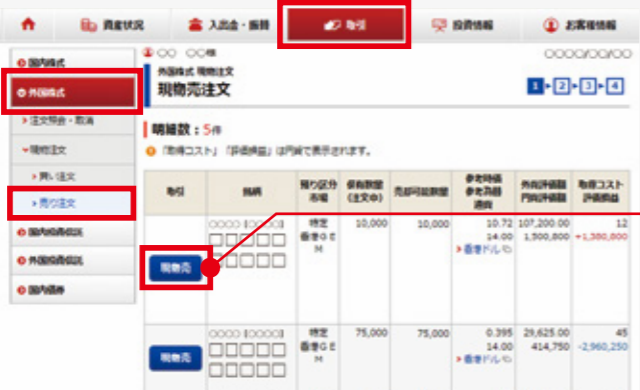 資産状況 入出金・振替 取引 投資情報 お客様情報
○○ ○○様 ○○○○/○○/○○
国内株式
外国株式
注文照会・取消
現物注文
買い注文
売り注文
国内投資信託
外国投資信託
国内債券
外国株式 現物注文
現物売注文
1 2 3 4
明細数：5件
「取得コスト」「評価損益」は円貨で表示されます。
取引 銘柄 預り区分 保有数量 売却可能数量 参考時価 外貨評価額 取得コスト
市場 (注文中) 参考為替 円貨評価額 評価損益
通貨
○○○○ [○○○○] 特定 10,000 10,000 10.72 107,200.00 12
□□□□□ 香港GE 14.00 1,500,800 +1,380,800
現物売 □□□□□ M 香港ドル
○○○○ [○○○○] 特定 75,000 75,000 0.395 29,625.00 45
□□□□□ 香港GE 14.00 414,750 -2,960,250
現物売 □□□□□ M 香港ドル